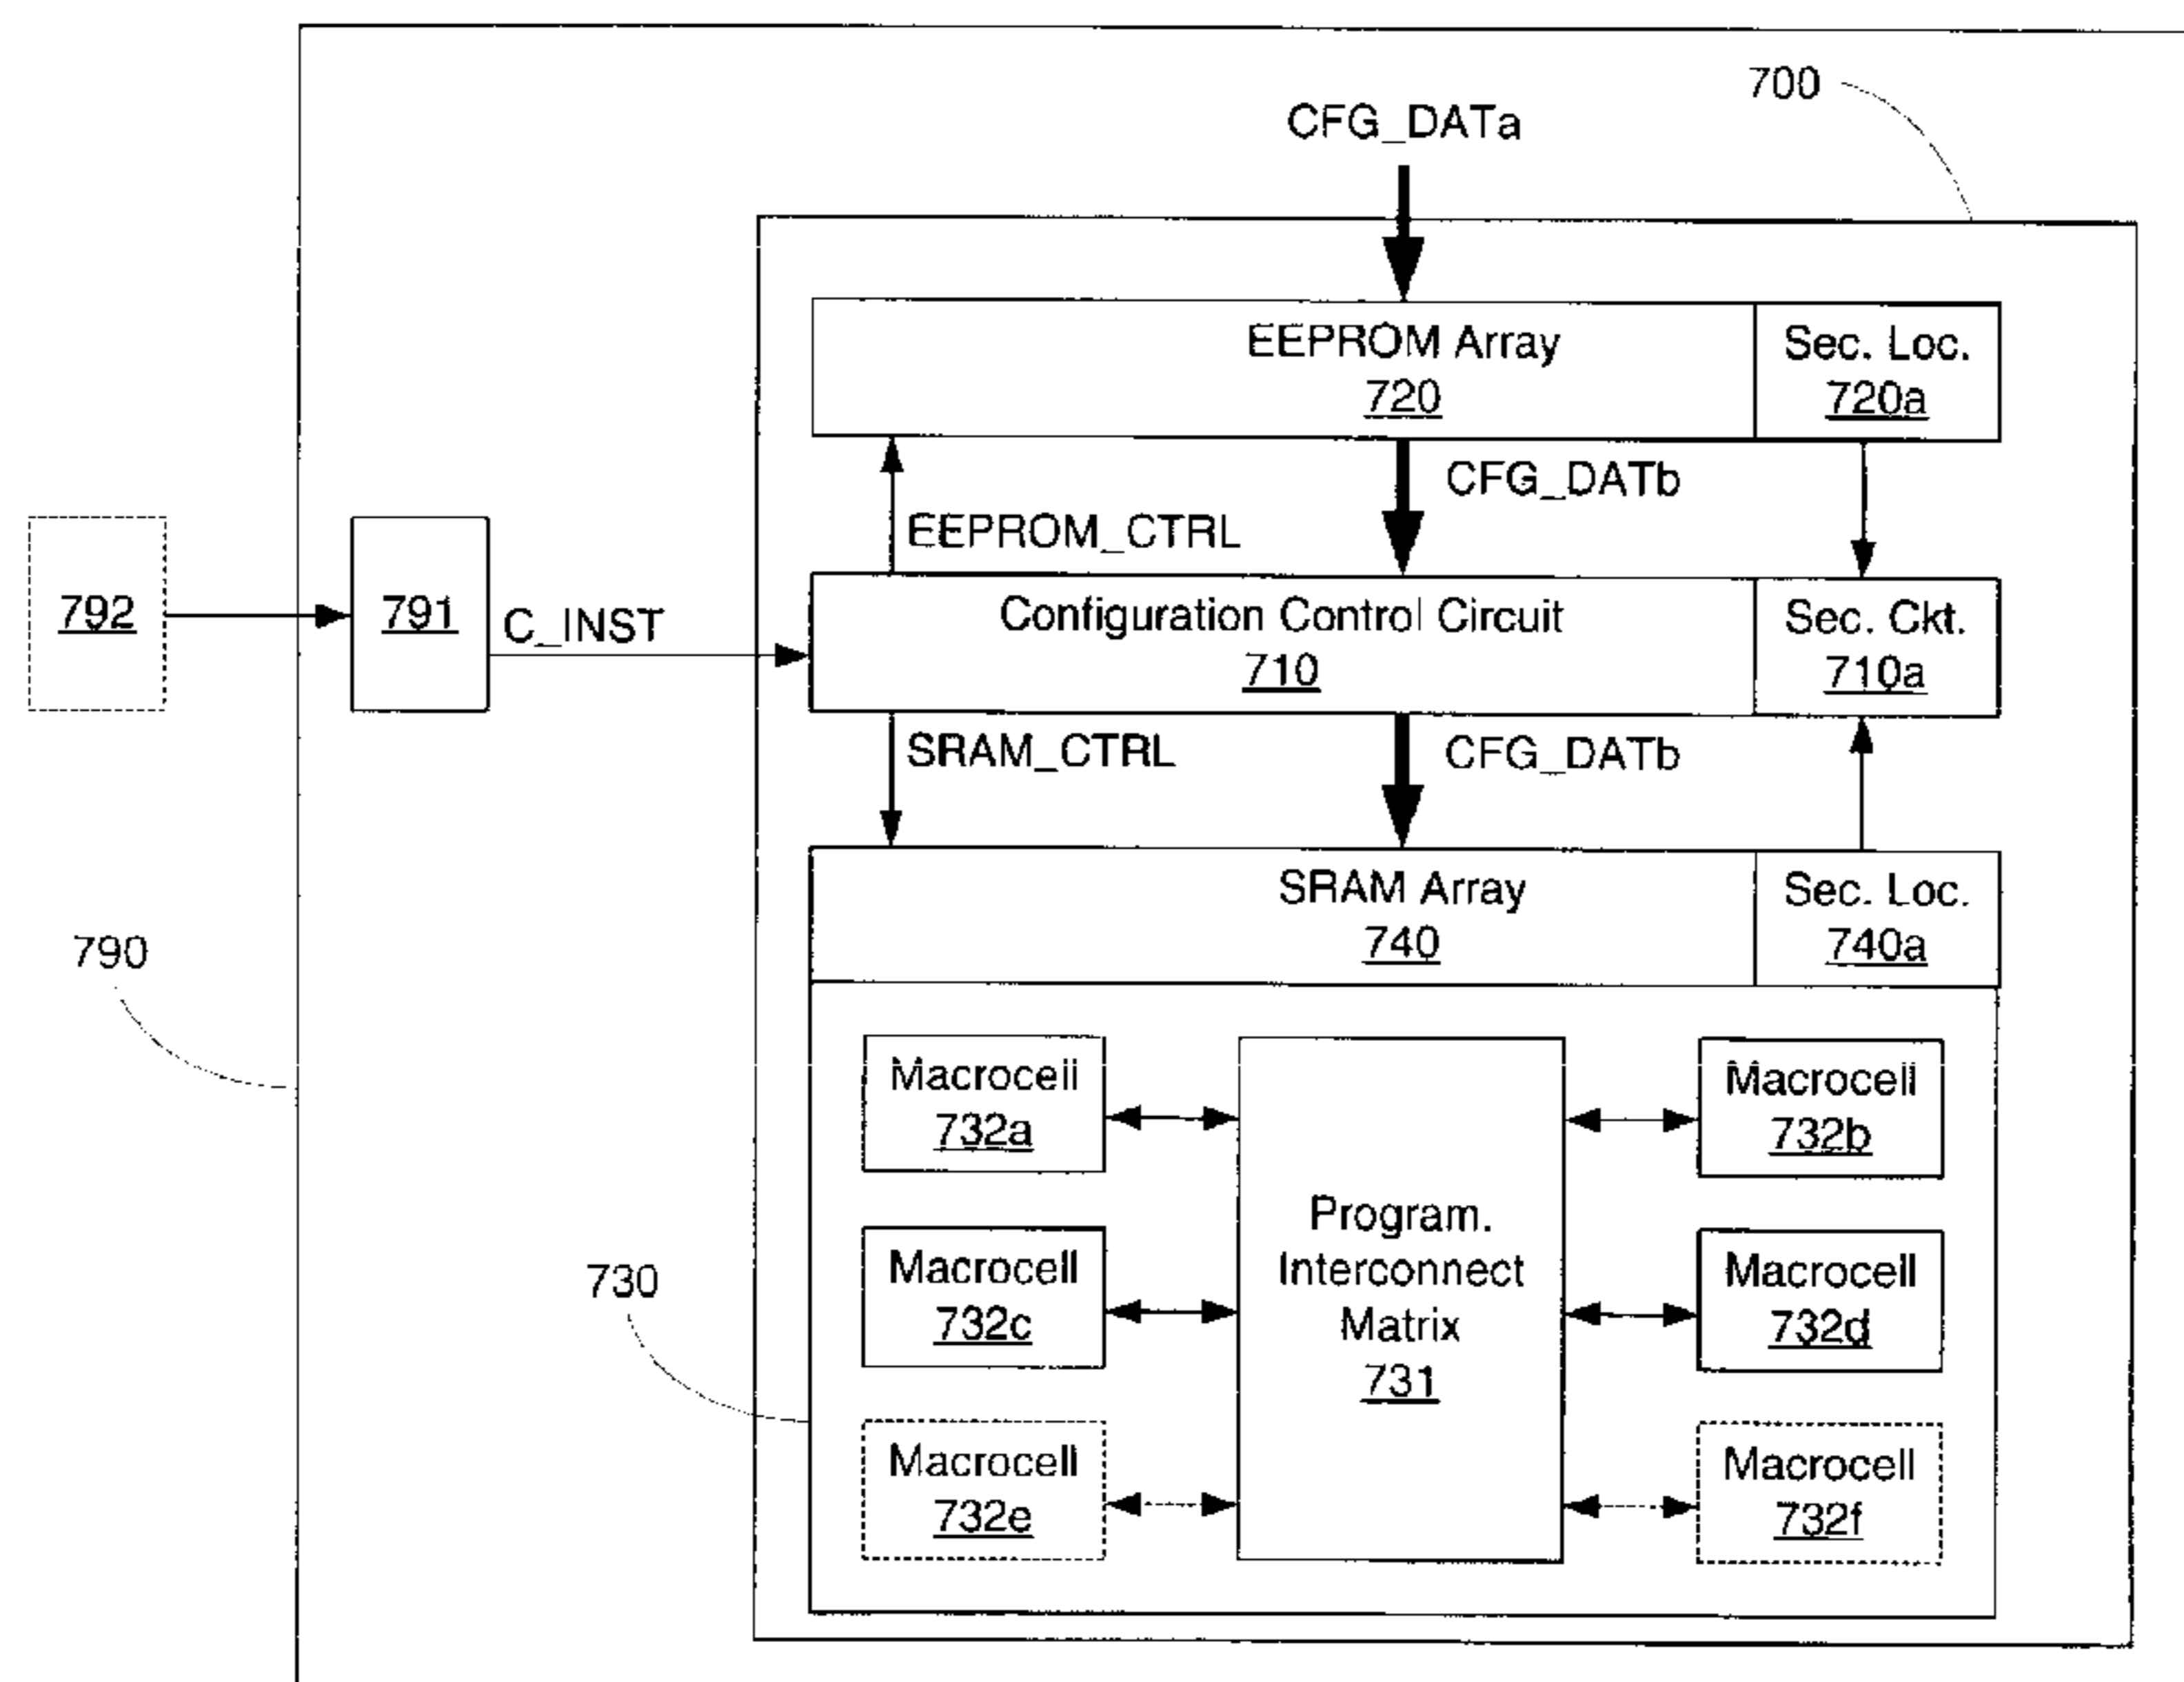 700
CFG_DATa
EEPROM Array
720
Sec. Loc.
720a
CFG_DATb
EEPROM_CTRL
792
791
C_INST
Configuration Control Circuit
710
Sec. Ckt.
710a
SRAM_CTRL
CFG_DATb
SRAM Array
740
Sec. Loc.
740a
790
Macrocell
732a
Macrocell
732b
Program.
Interconnect
Matrix
731
730
Macrocell
732c
Macrocell
732d
Macrocell
732e
Macrocell
732f